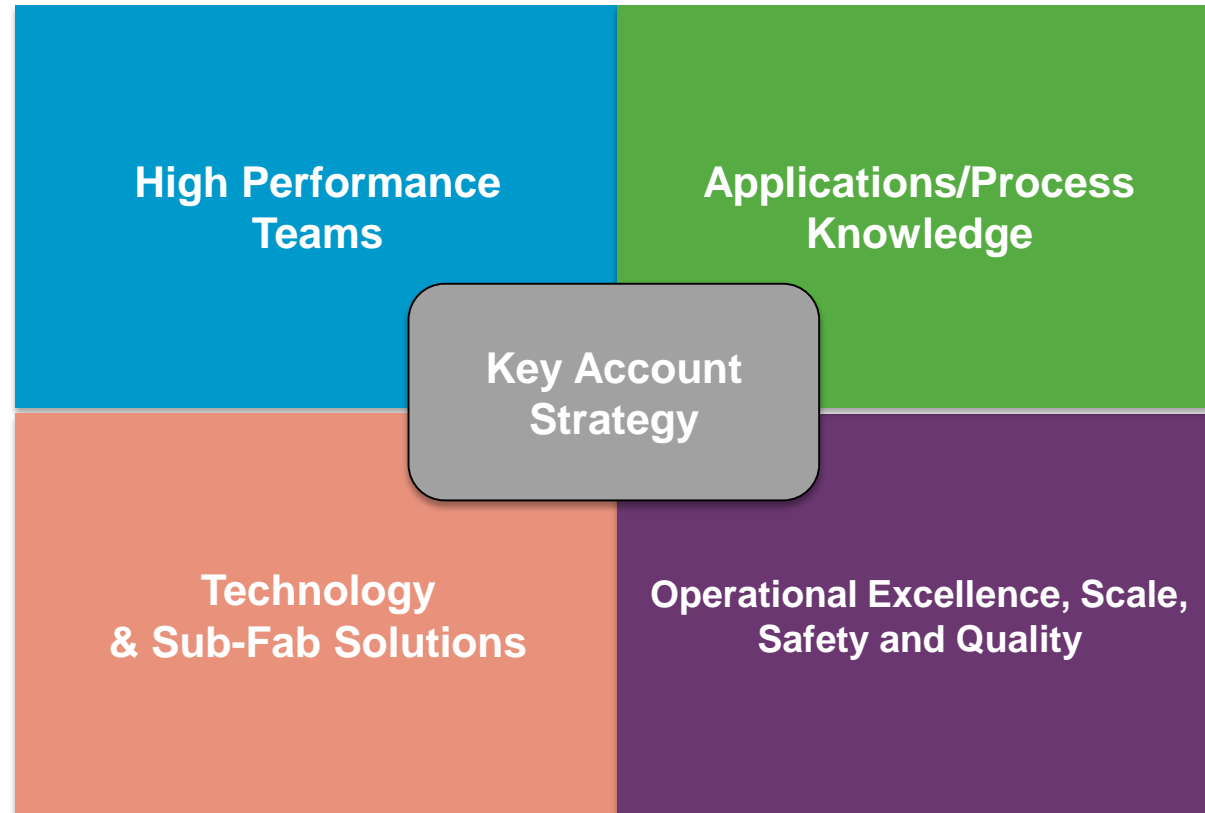 High Performance
Teams
Applications/Process
Knowledge
Key Account
Strategy
Technology
& Sub-Fab Solutions
Operational Excellence, Scale,
Safety and Quality